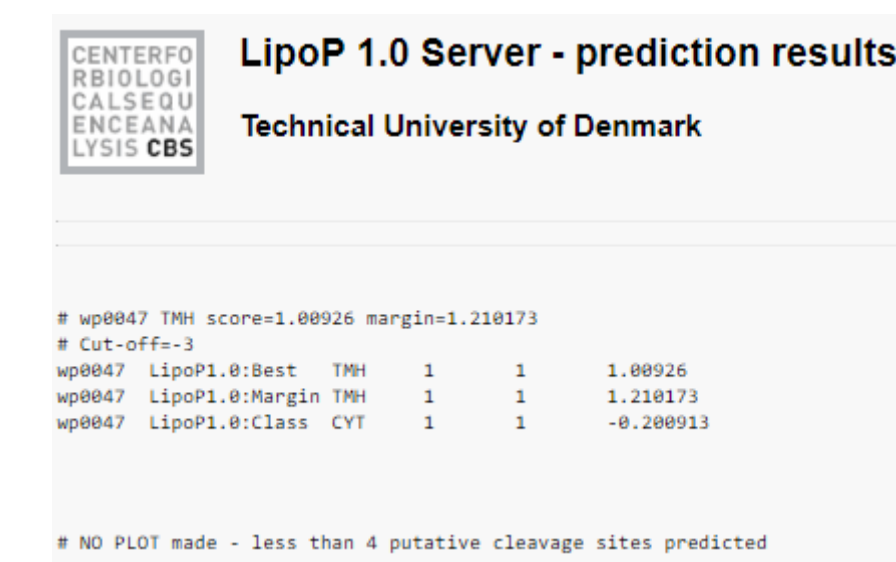 CENTERFO
RBIOLOGI
CALSEQU
ENCEANA
LYSIS CBS
LipoP 1.0 Server - prediction results
Technical University of Denmark
# wp0047 TMH score=1.00926 margin=1.210173
# Cut-off=-3
wp0047 LipoP1.0:Best TMH 1 1 1.00926
wp0047 LipoP1.0:Margin TMH 1 1 1.210173
wp0047 LipoP1.0:Class CYT 1 1 -0.200913
# NO PLOT made - less than 4 putative cleavage sites predicted